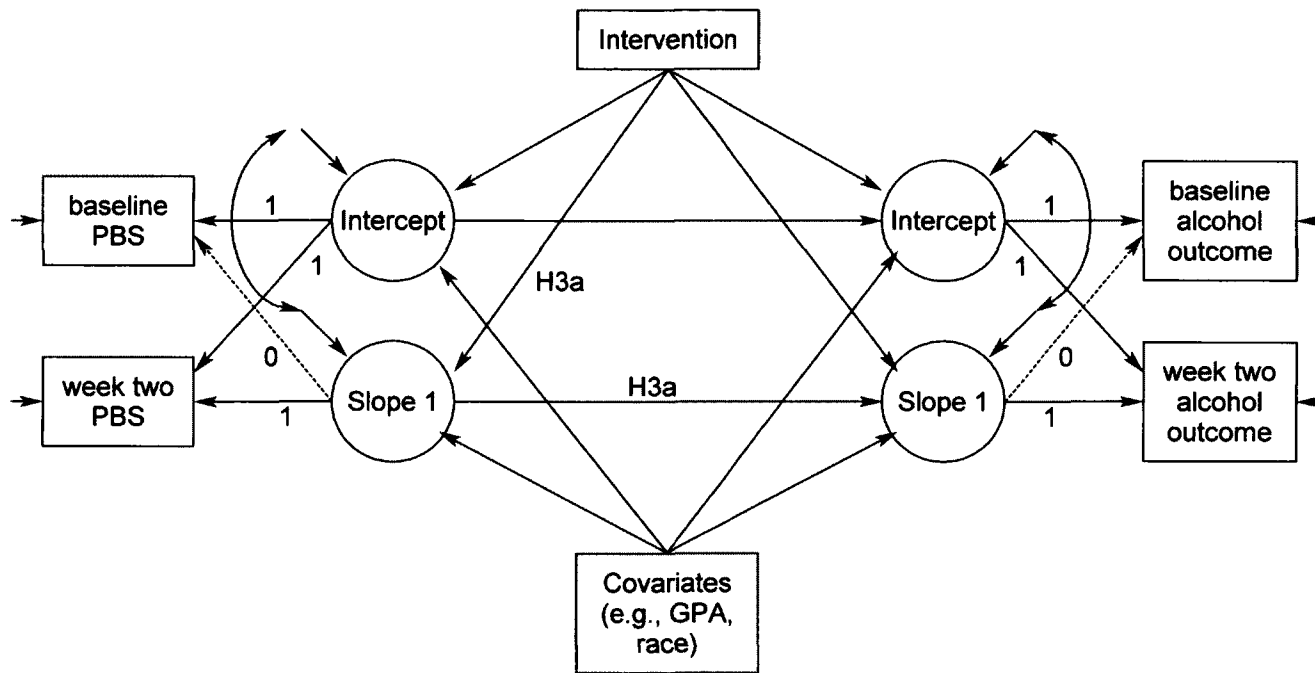 Intervention
baseline
PBS
1
Intercept
Intercept
1
baseline
alcohol
outcome
1
1
H3a
week two
PBS
0
1
Slope 1
H3a
Slope 1
0
1
week two
alcohol
outcome
Covariates
(e.g., GPA,
race)